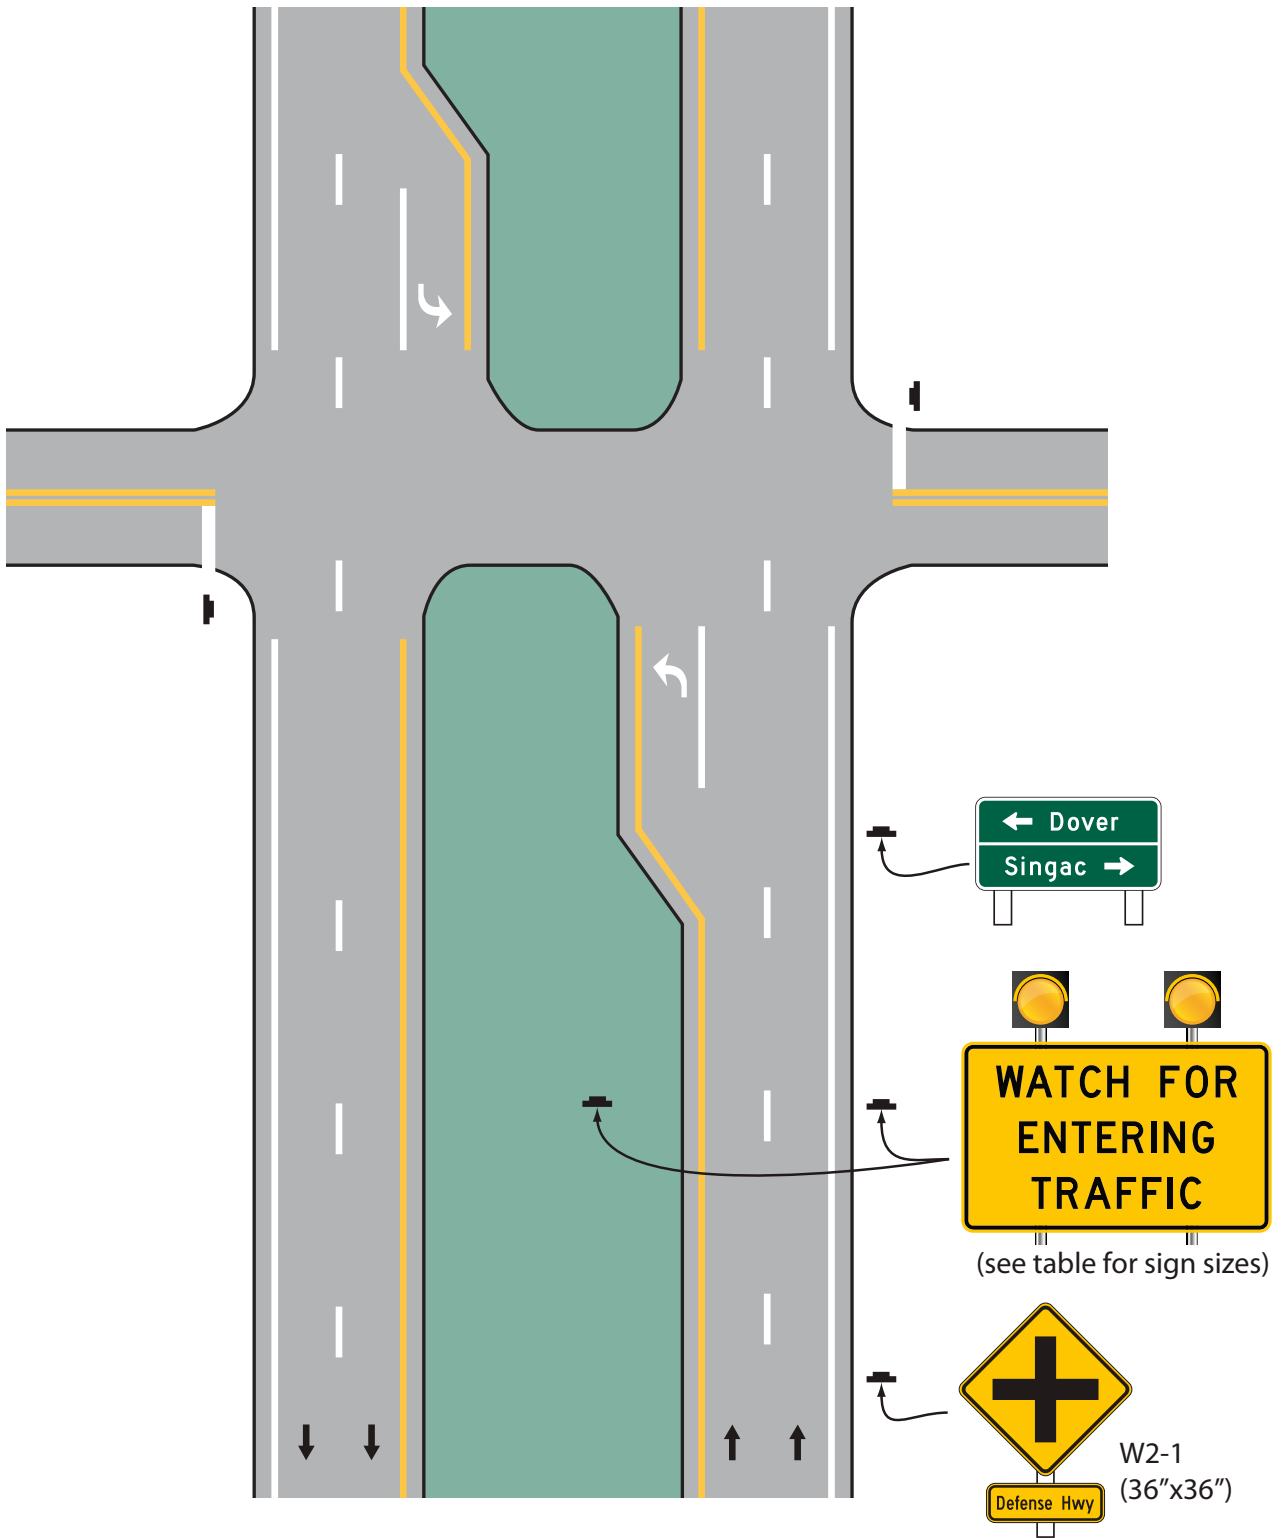 ← Dover
Singac →
WATCH FOR
ENTERING
TRAFFIC
(see table for sign sizes)
W2-1
(36”x36”)
Defense Hwy